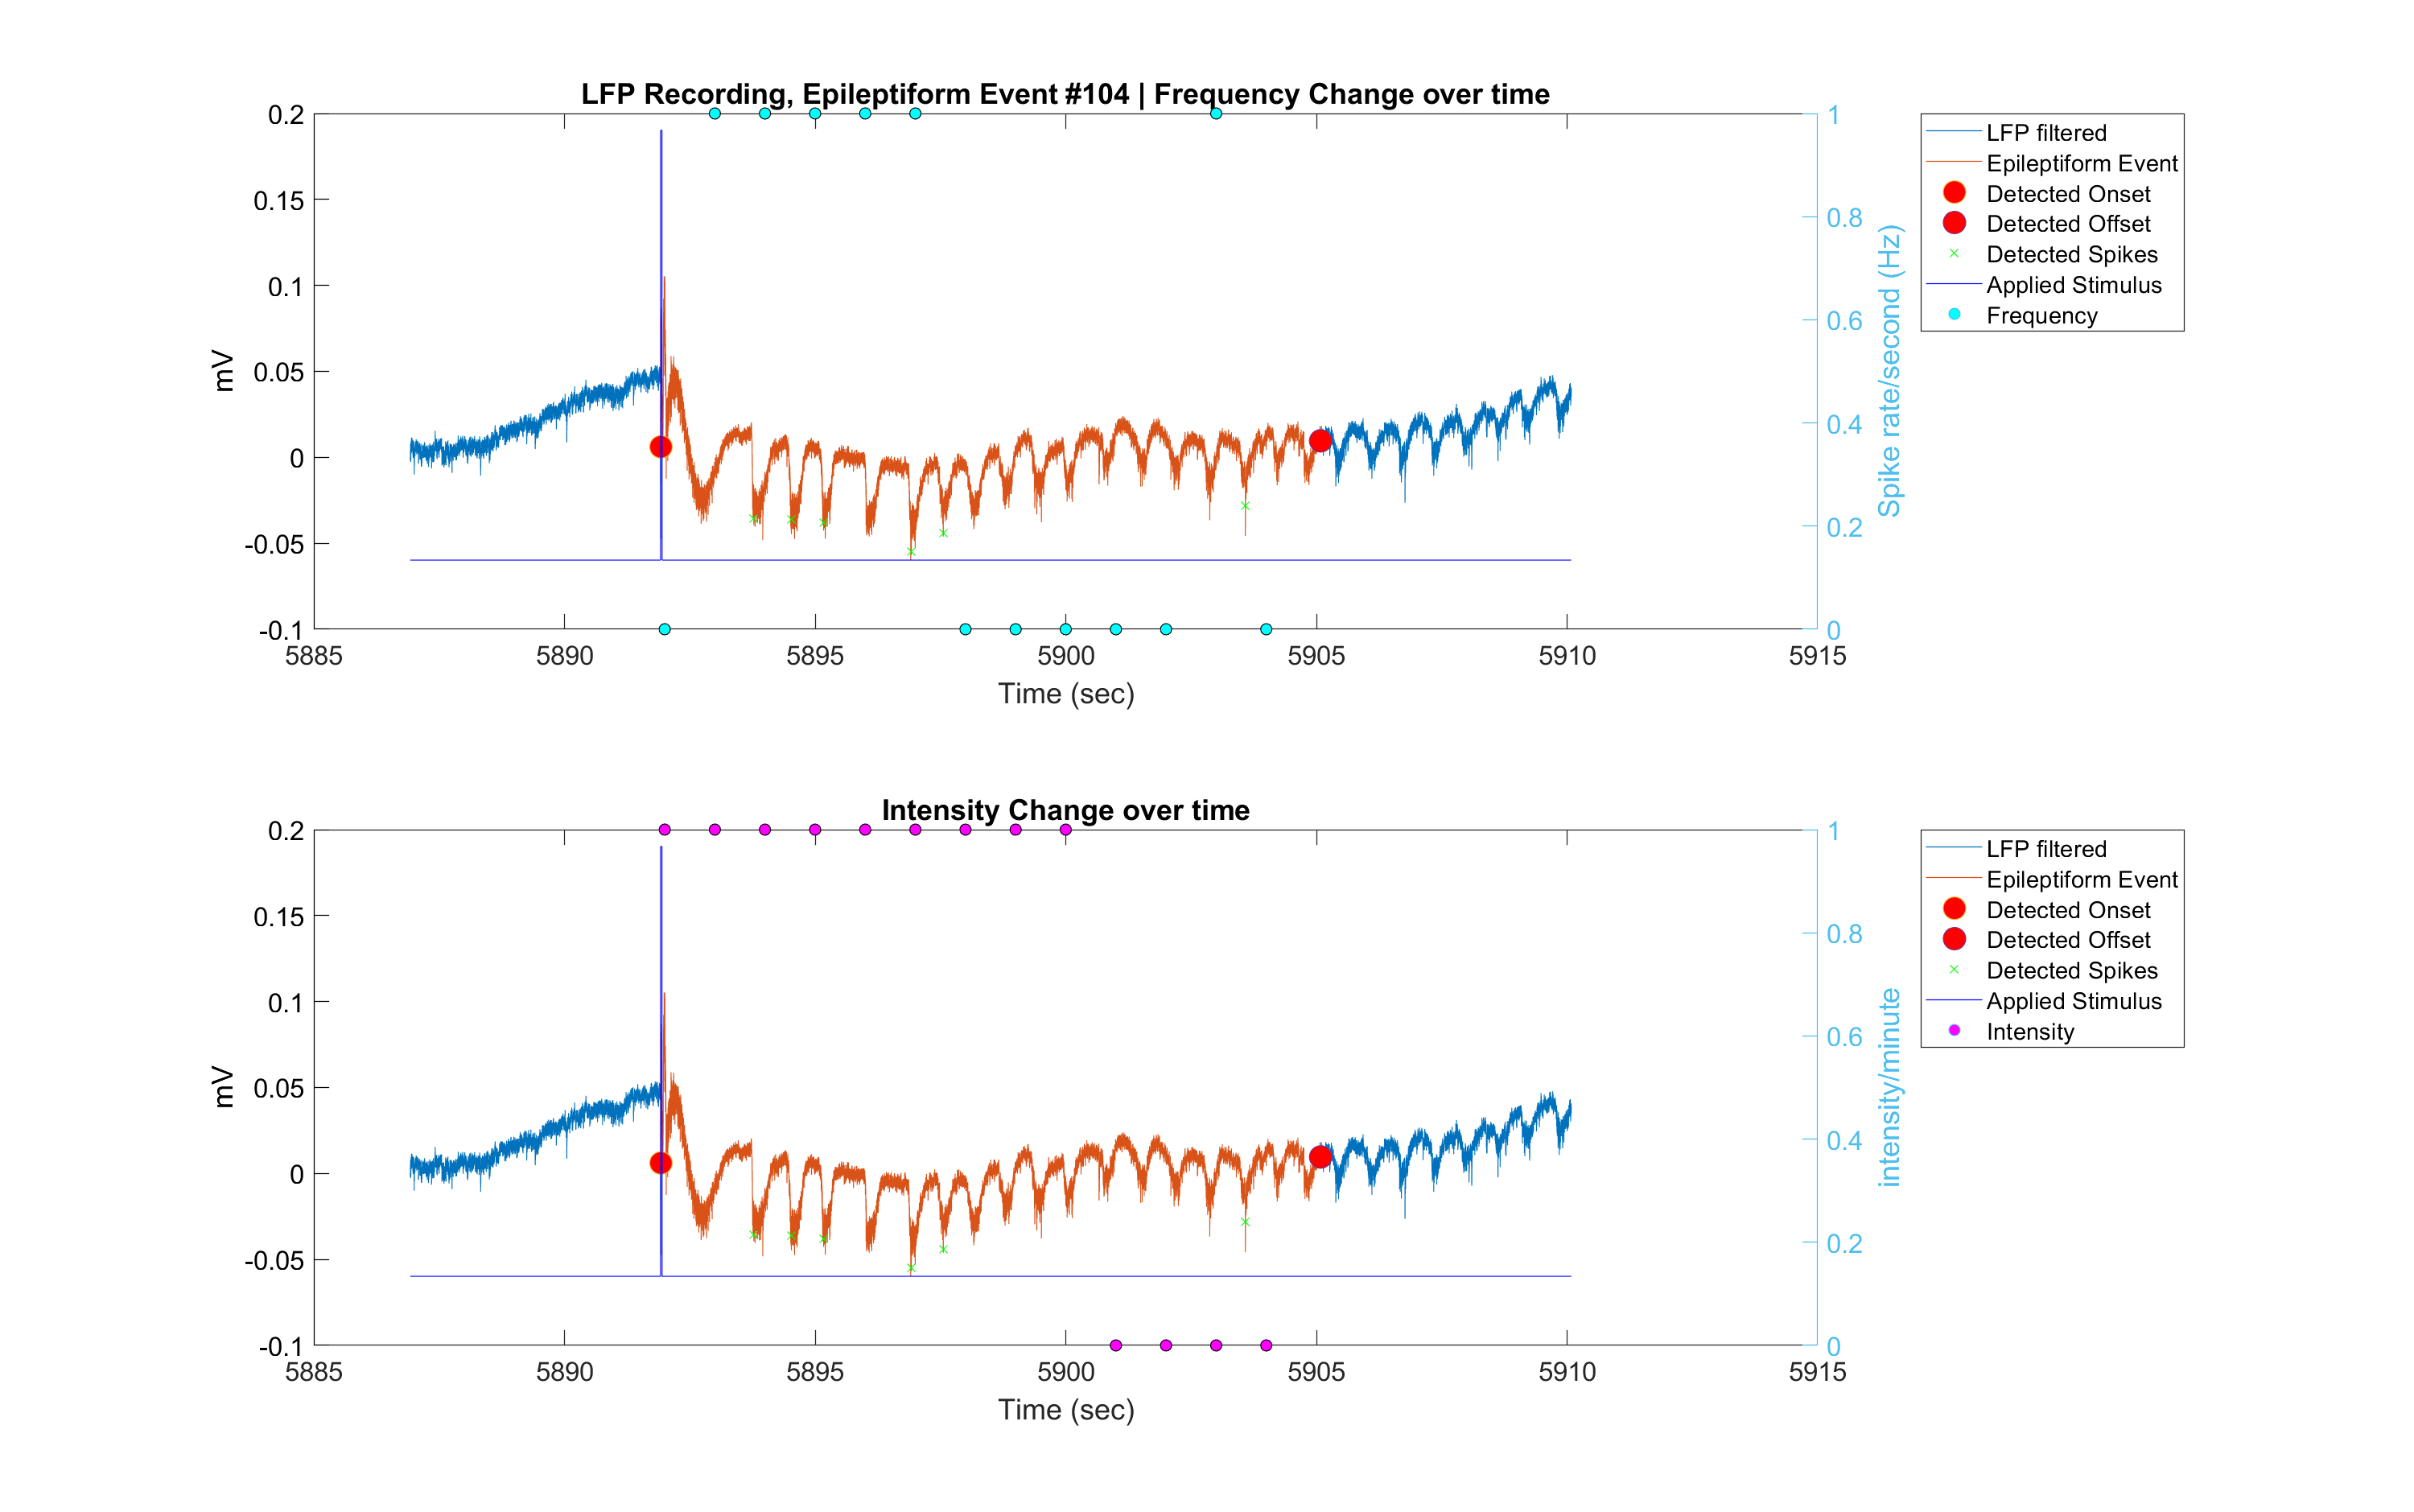 LFP Recording, Epileptiform Event #104 | Frequency Change over time
0.2
0.15
0.1
0.05
0
-0.05
-0.1
mV
5885 5890 5895 5900 5905 5910 5915
Time (sec)
1
0.8
0.6
0.4
0.2
0
Spike rate/second (Hz)
LFP filtered
Epileptiform Event
Detected Onset
Detected Offset
Detected Spikes
Applied Stimulus
Frequency
Intensity Change over time
0.2
0.15
0.1
0.05
0
-0.05
-0.1
mV
5885 5890 5895 5900 5905 5910 5915
Time (sec)
1
0.8
0.6
0.4
0.2
0
intensity/minute
LFP filtered
Epileptiform Event
Detected Onset
Detected Offset
Detected Spikes
Applied Stimulus
Intensity